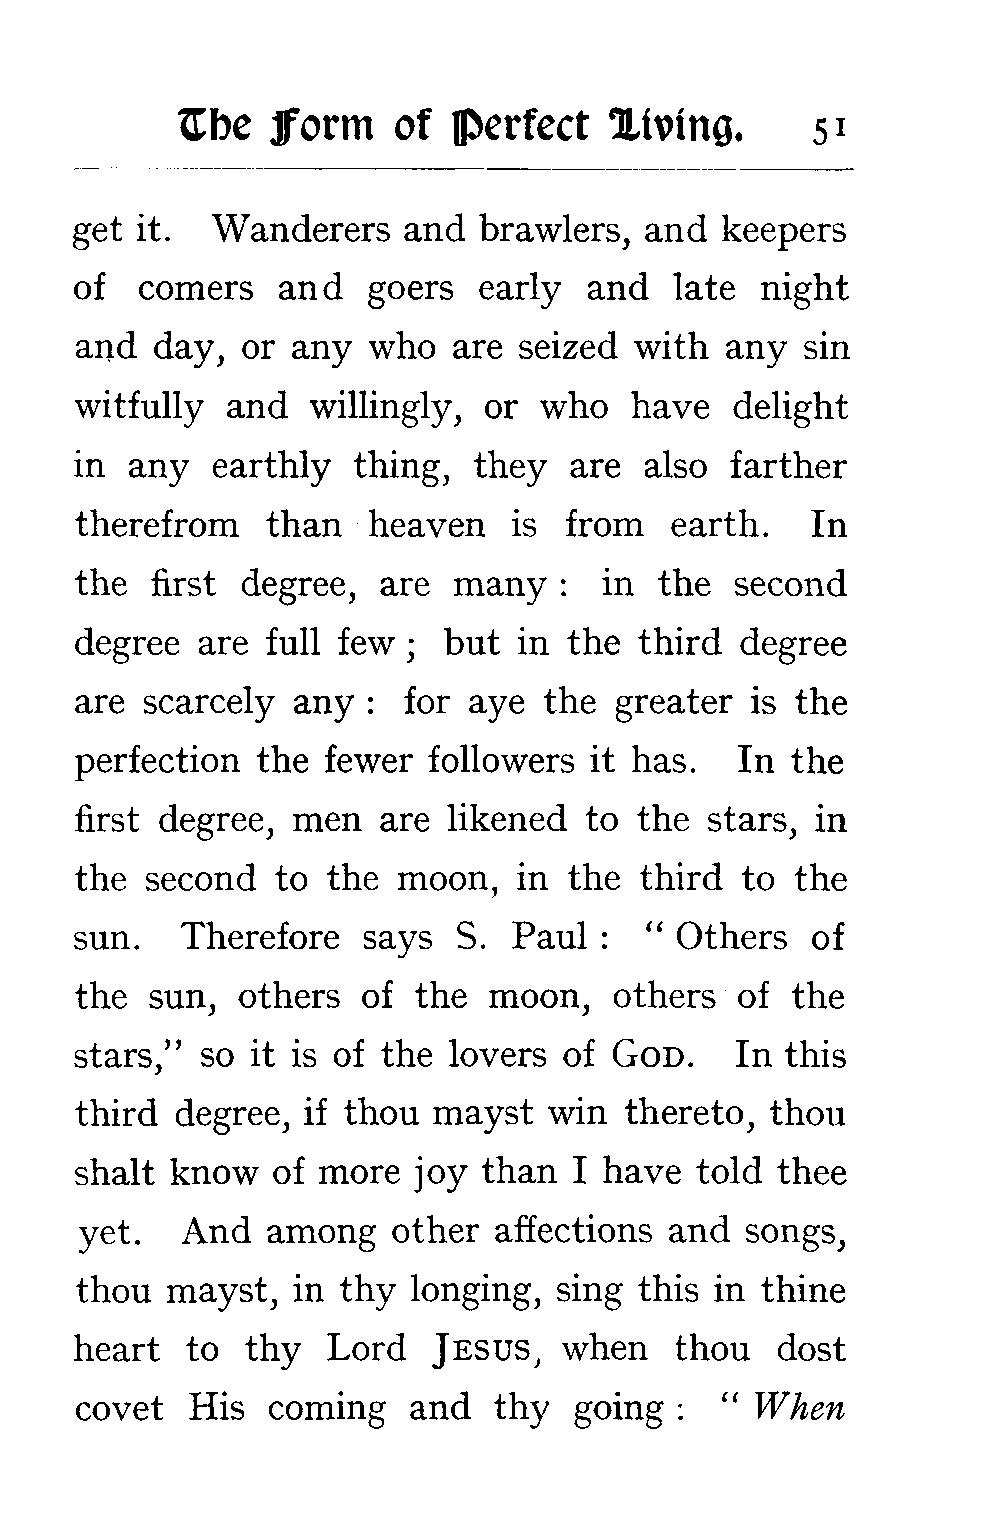 The Form of Perfect Living. 51
get it. Wanderers and brawlers, and keepers
of comers and goers early and late night
and day, or any who are seized with any sin
witfully and willingly, or who have delight
in any earthly thing, they are also farther
therefrom than heaven is from earth. In
the first degree, are many : in the second
degree are full few ; but in the third degree
are scarcely any : for aye the greater is the
perfection the fewer followers it has. In the
first degree, men are likened to the stars, in
the second to the moon, in the third to the
sun. Therefore says S. Paul : “ Others of
the sun, others of the moon, others of the
stars,” so it is of the lovers of GOD. In this
third degree, if thou mayst win thereto, thou
shalt know of more joy than I have told thee
yet. And among other affections and songs,
thou mayst, in thy longing, sing this in thine
heart to thy Lord JESUS, when thou dost
covet His coming and thy going : “ When